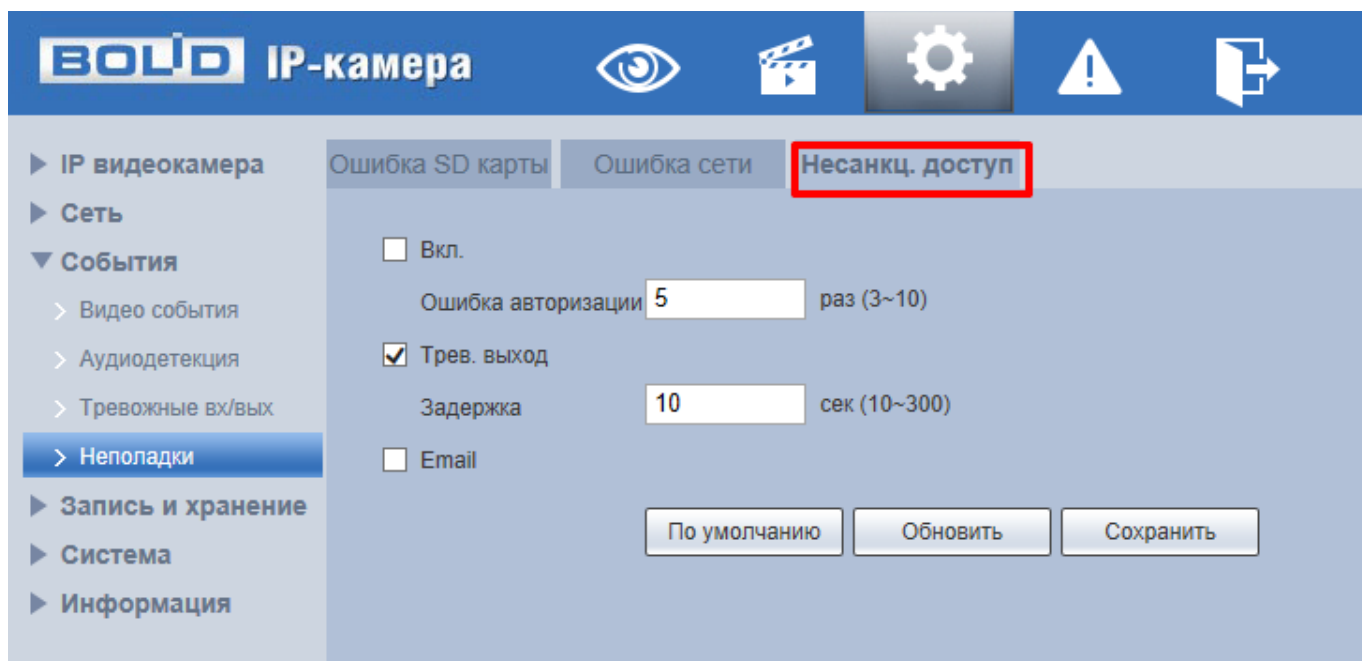 BOLID IP-камера
IP видеокамера
Сеть
События
Видео события
Аудиодетекция
Тревожные вх/вых
Неполадки
Запись и хранение
Система
Информация
Ошибка SD карты Ошибка сети Несанкц. доступ
Вкл.
Ошибка авторизации 5 раз (3~10)
Трев. выход
Задержка 10 сек (10~300)
Email
По умолчанию Обновить Сохранить